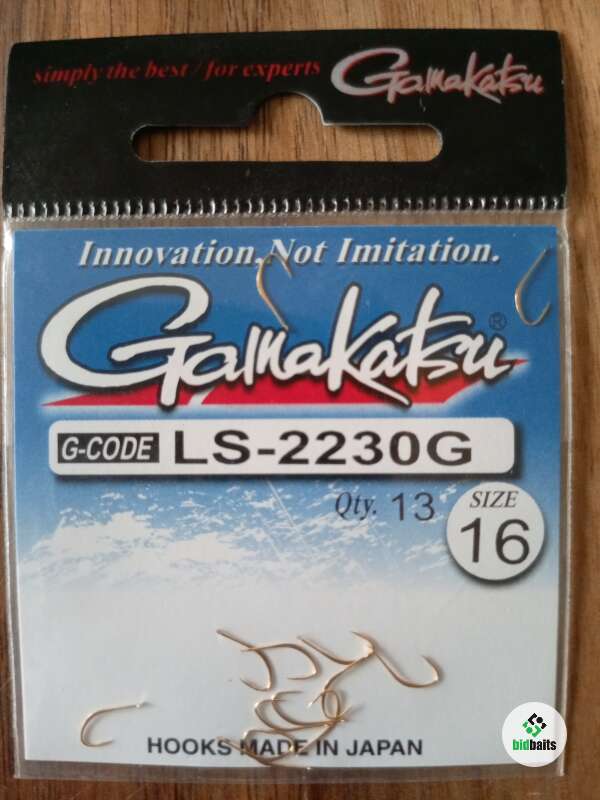 simply the best / for experts Gamakatsu
Innovation, Not Imitation.
Gamakatsu®
G-CODE LS-2230G
Qty. 13 SIZE
16
HOOKS MADE IN JAPAN
bidbaits